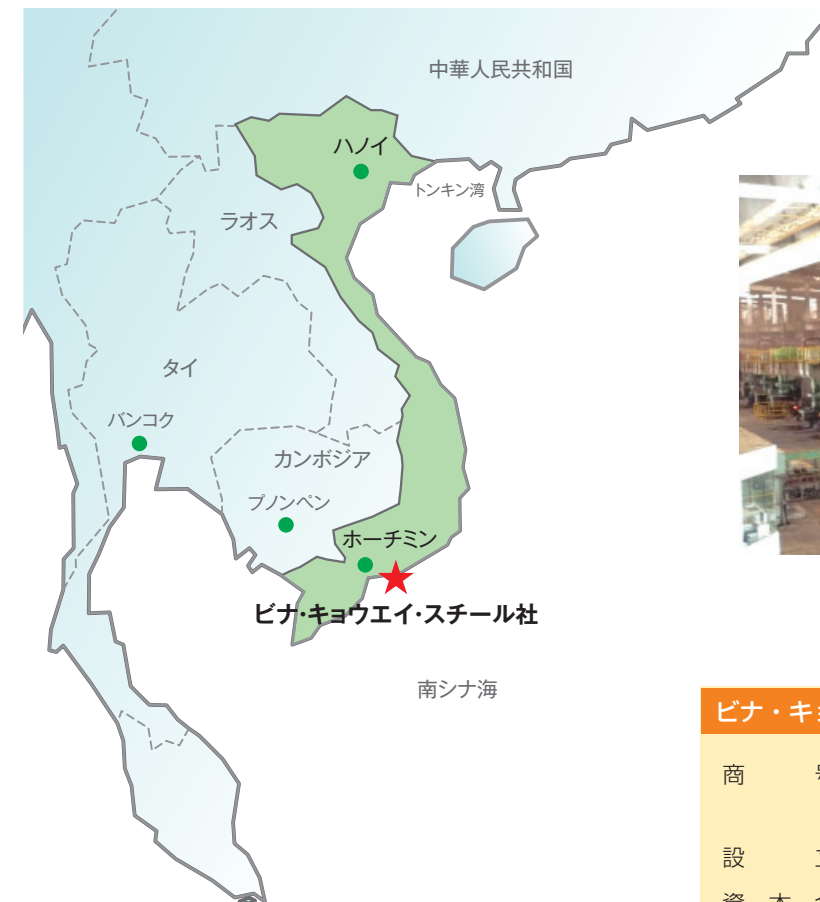 中華人民共和国
ハノイ
トンキン湾
ラオス
タイ
バンコク
カンボジア
プノンペン
ホーチミン
ビナ・キョウエイ・スチール社
南シナ海
ビナ・キョ
商
設
資 本